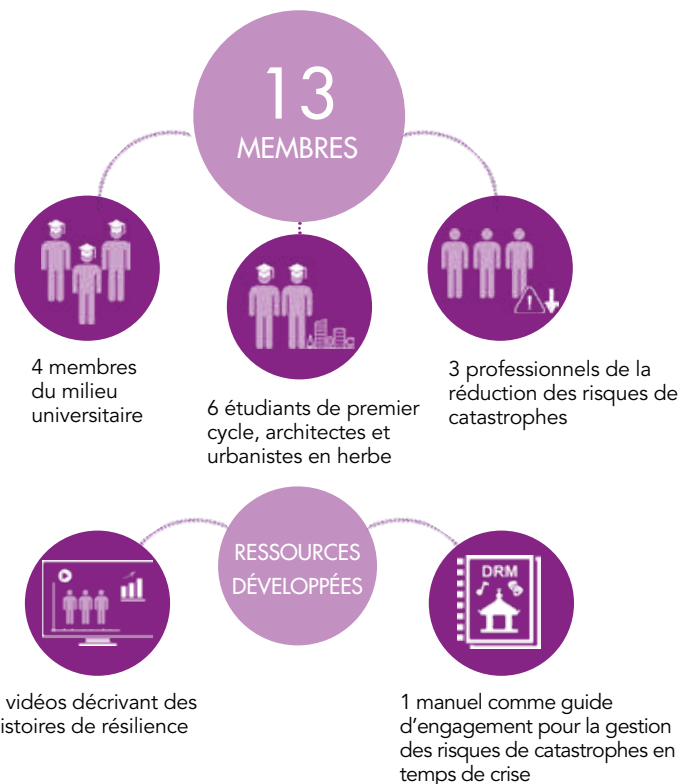 13
MEMBRES
4 membres
du milieu
universitaire
6 étudiants de premier
cycle, architectes et
urbanistes en herbe
3 professionnels de la
réduction des risques de
catastrophes
RESSOURCES
DÉVELOPPÉES
DRM
vidéos décrivant des
istoires de résilience
1 manuel comme guide
d'engagement pour la gestion
des risques de catastrophes en
temps de crise